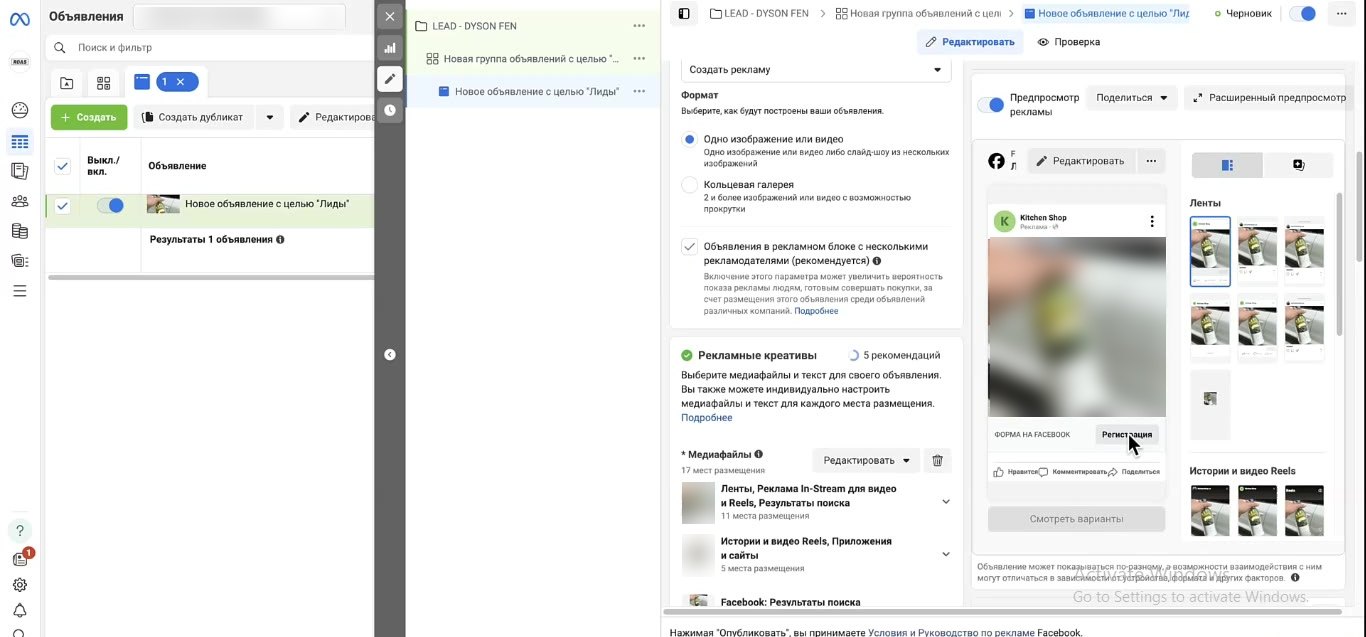 Объявления
Поиск и фильтр
ROAS
1
+ Создать
Создать дубликат
Редактирова
Выкл./
вкл.
Объявление
Новое объявление с целью "Лиды"
Результаты 1 объявления
?
1
LEAD - DYSON FEN
Новая группа объявлений с целью "...
Новое объявление с целью "Лиды"
LEAD - DYSON FEN
Новая группа объявлений с цел
Новое объявление с целью "Лид
Черновик
Редактировать
Проверка
Создать рекламу
Формат
Выберите, как будут построены ваши объявления.
Одно изображение или видео
Одно изображение или видео либо слайд-шоу из нескольких
изображений
Кольцевая галерея
2 и более изображений или видео с возможностью
прокрутки
Объявления в рекламном блоке с несколькими
рекламодателями (рекомендуется)
Включение этого параметра может увеличить вероятность
показа рекламы людям, готовым совершать покупки, за
счет размещения этого объявления среди объявлений
различных компаний. Подробнее
Рекламные креативы
5 рекомендаций
Выберите медиафайлы и текст для своего объявления.
Вы также можете индивидуально настроить
медиафайлы и текст для каждого места размещения.
Подробнее
* Медиафайлы
17 мест размещения
Редактировать
Ленты, Реклама In-Stream для видео
и Reels, Результаты поиска
11 места размещения
Истории и видео Reels, Приложения
и сайты
5 места размещения
Facebook: Результаты поиска
Предпросмотр
рекламы
Поделиться
Расширенный предпросмотр
Редактировать
K
Kitchen Shop
Реклама
ФОРМА НА FACEBOOK
Регистрация
Нравится
Комментировать
Поделиться
Смотреть варианты
Ленты
Истории и видео Reels
Объявление может показываться по-разному, а возможности взаимодействия с ним
могут отличаться в зависимости от устройства, формата и других факторов.
Activate Windows
Go to Settings to activate Windows.
Нажимая "Опубликовать", вы принимаете Условия и Руководство по рекламе Facebook.